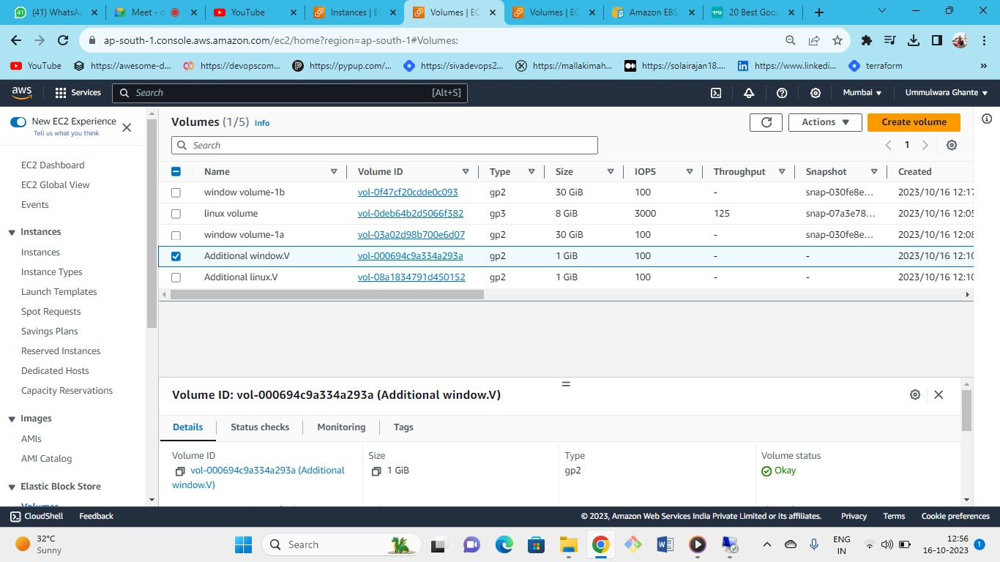 (41) WhatsA
Meet - d
YouTube
Instances | E
Volumes | EC
Volumes | EC
Amazon EBS
20 Best Goo
ap-south-1.console.aws.amazon.com/ec2/home?region=ap-south-1#Volumes:
YouTube
https://awesome-d...
https://devopscom...
https://pypup.com/...
https://sivadevops2...
https://mallakimah...
https://solairajan18....
https://www.linkedi...
terraform
»
aws
Services
Search
[Alt+S]
Mumbai
Ummulwara Ghante
New EC2 Experience
Tell us what you think
EC2 Dashboard
EC2 Global View
Events
Instances
Instances
Instance Types
Launch Templates
Spot Requests
Savings Plans
Reserved Instances
Dedicated Hosts
Capacity Reservations
Images
AMIs
AMI Catalog
Elastic Block Store
Volumes
Volumes (1/5) Info
Actions
Create volume
Search
1
Name Volume ID Type Size IOPS Throughput Snapshot Created
window volume-1b vol-0f47cf20cdde0c093 gp2 30 GiB 100 - snap-030fe8e... 2023/10/16 12:17
linux volume vol-0deb64b2d5066f382 gp3 8 GiB 3000 125 snap-07a3e78... 2023/10/16 12:05
window volume-1a vol-03a02d98b700e6d07 gp2 30 GiB 100 - snap-030fe8e... 2023/10/16 12:08
Additional window.V vol-000694c9a334a293a gp2 1 GiB 100 - - 2023/10/16 12:10
Additional linux.V vol-08a1834791d450152 gp2 1 GiB 100 - - 2023/10/16 12:10
Volume ID: vol-000694c9a334a293a (Additional window.V)
Details
Status checks
Monitoring
Tags
Volume ID
vol-000694c9a334a293a (Additional
window.V)
Size
1 GiB
Type
gp2
Volume status
Okay
CloudShell
Feedback
© 2023, Amazon Web Services India Private Limited or its affiliates.
Privacy
Terms
Cookie preferences
32°C
Sunny
Search
ENG
IN
12:56
16-10-2023
1